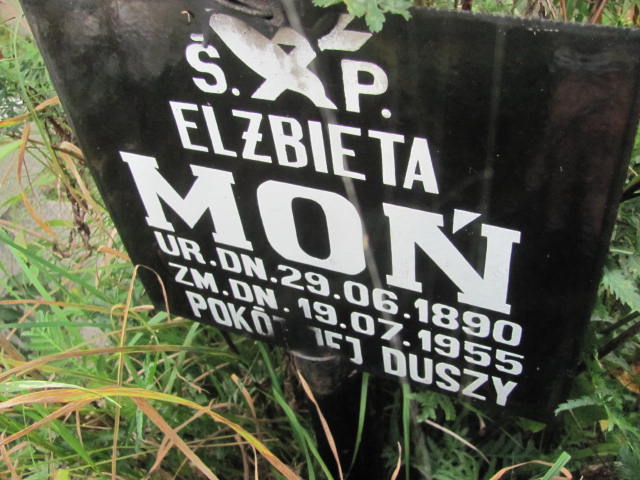 Ś. P.
ELŻBIETA
MOŃ
UR.DN.29.06.1890
ZM.DN.19.07.1955
POKÓJ JEJ DUSZY